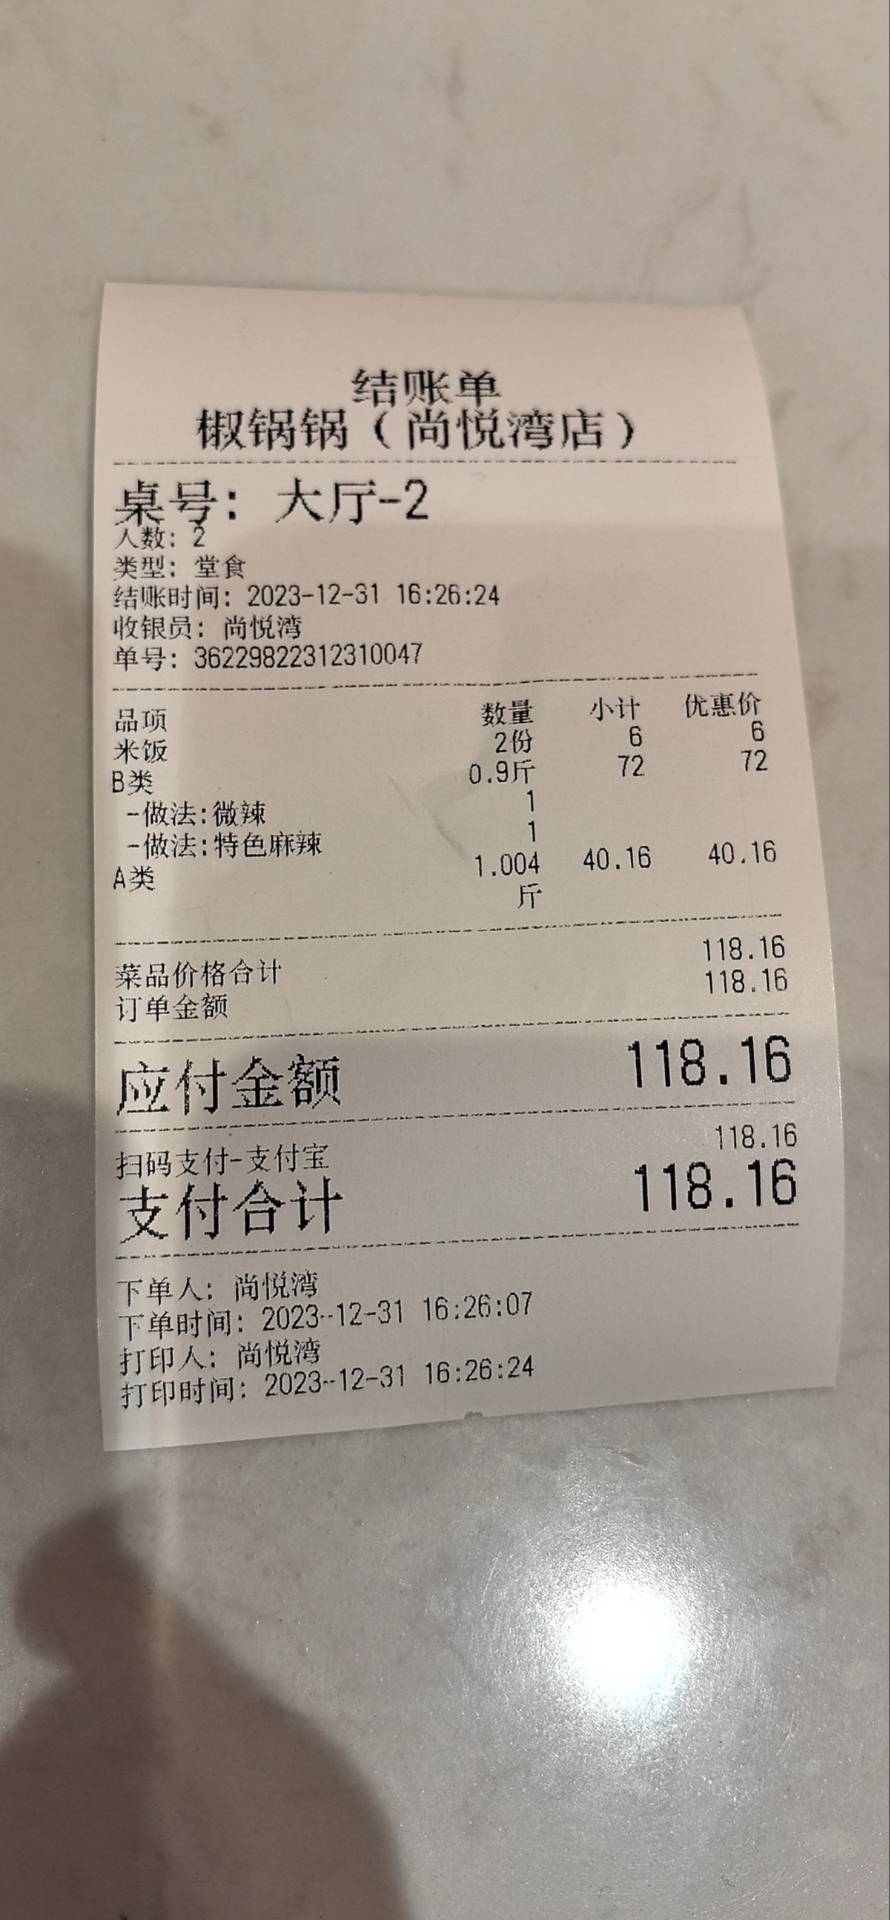 结账单
椒锅锅（尚悦湾店）
桌号：大厅-2
人数：2
类型：堂食
结账时间：2023-12-31 16:26:24
收银员：尚悦湾
单号：36229822312310047
品项 数量 小计 优惠价
米饭 2份 6 6
B类 0.9斤 72 72
-做法:微辣 1
-做法:特色麻辣 1
A类 1.004 40.16 40.16
斤
菜品价格合计 118.16
订单金额 118.16
应付金额 118.16
扫码支付-支付宝 118.16
支付合计 118.16
下单人：尚悦湾
下单时间：2023-12-31 16:26:07
打印人：尚悦湾
打印时间：2023-12-31 16:26:24